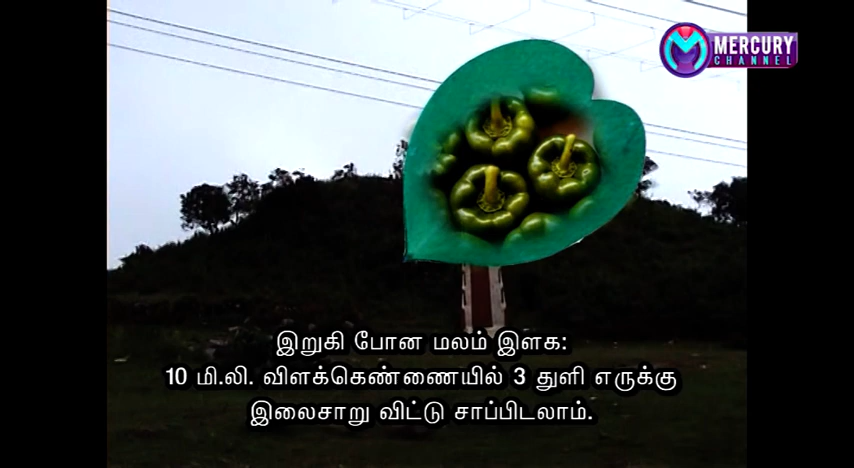 MERCURY
CHANNEL
இறுகி போன மலம் இளக:
10 மி.லி. விளக்கெண்ணையில் 3 துளி எருக்கு
இலைசாறு விட்டு சாப்பிடலாம்.